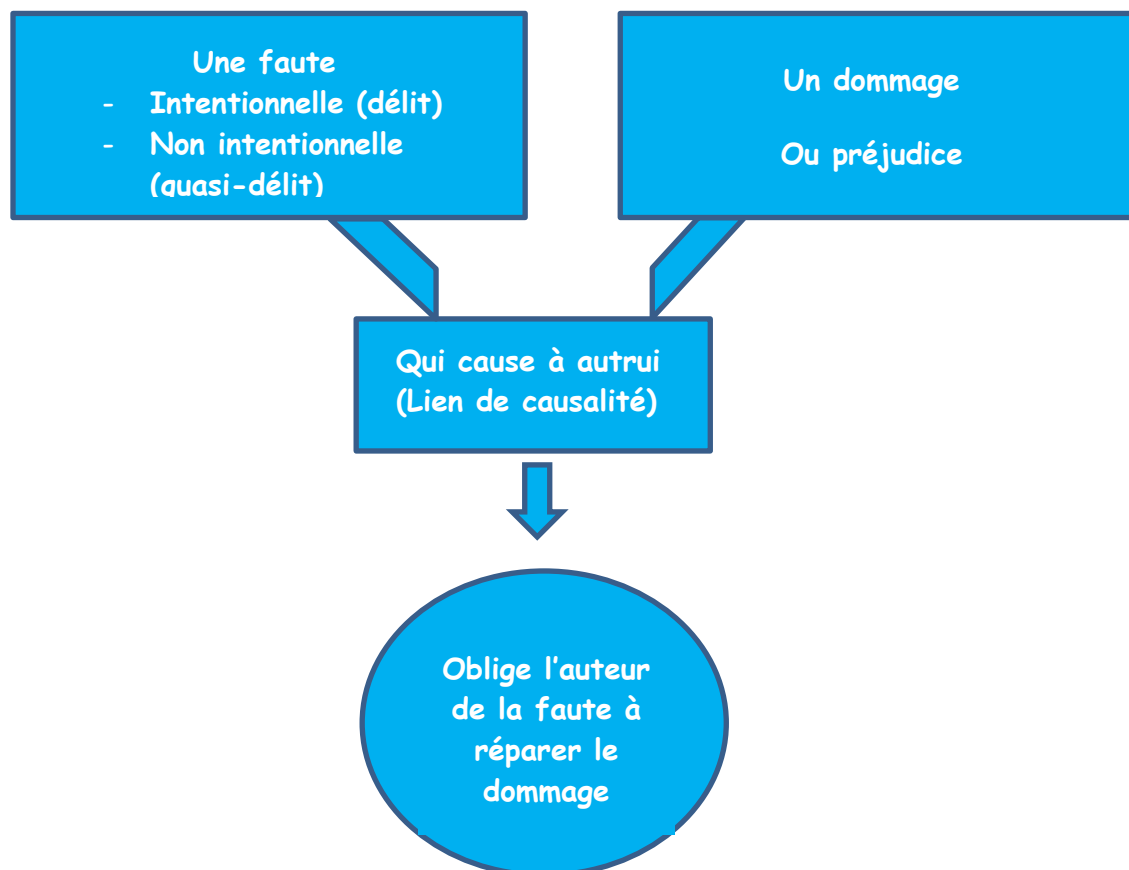 Une faute
- Intentionnelle (délit)
- Non intentionnelle
(quasi-délit)
Un dommage
Ou préjudice
Qui cause à autrui
(Lien de causalité)
Oblige l'auteur
de la faute à
réparer le
dommage